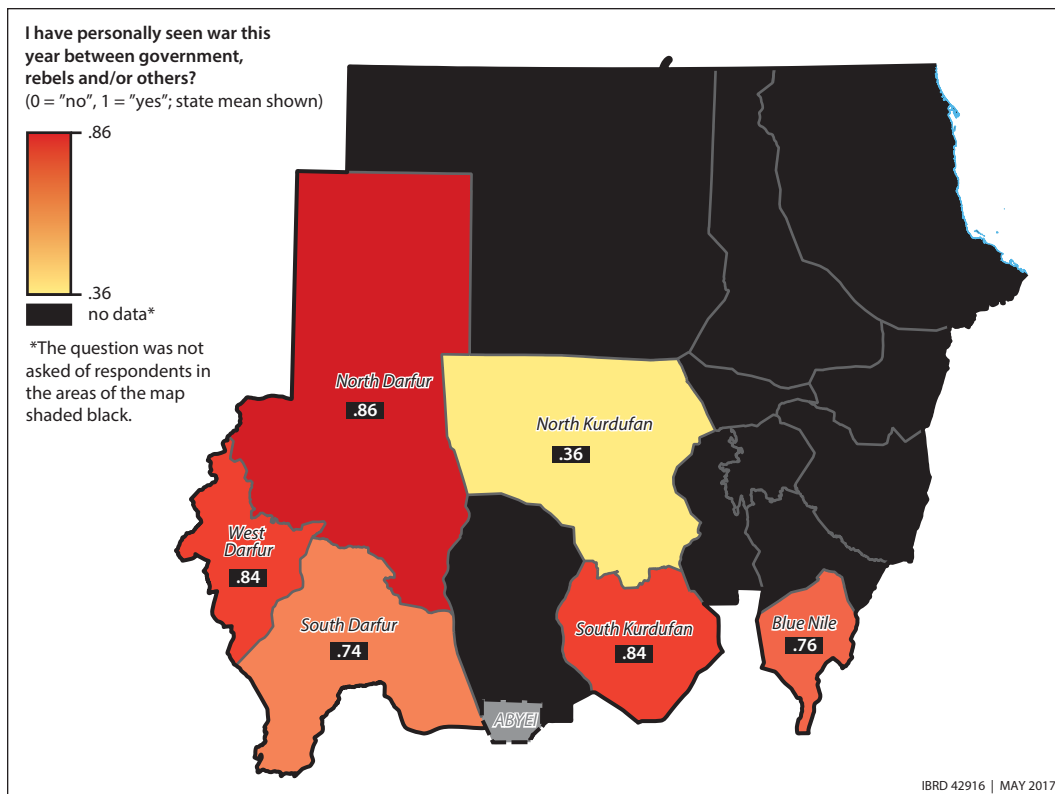 I have personally seen war this
year between government,
rebels and/or others?
(0 = ”no”, 1 = ”yes”; state mean shown)
.86
.36
no data*
*The question was not
asked of respondents in
the areas of the map
shaded black.
North Darfur
.86
North Kurdufan
.36
West
Darfur
.84
South Darfur
.74
South Kurdufan
.84
Blue Nile
.76
ABYEI
IBRD 42916 | MAY 2017